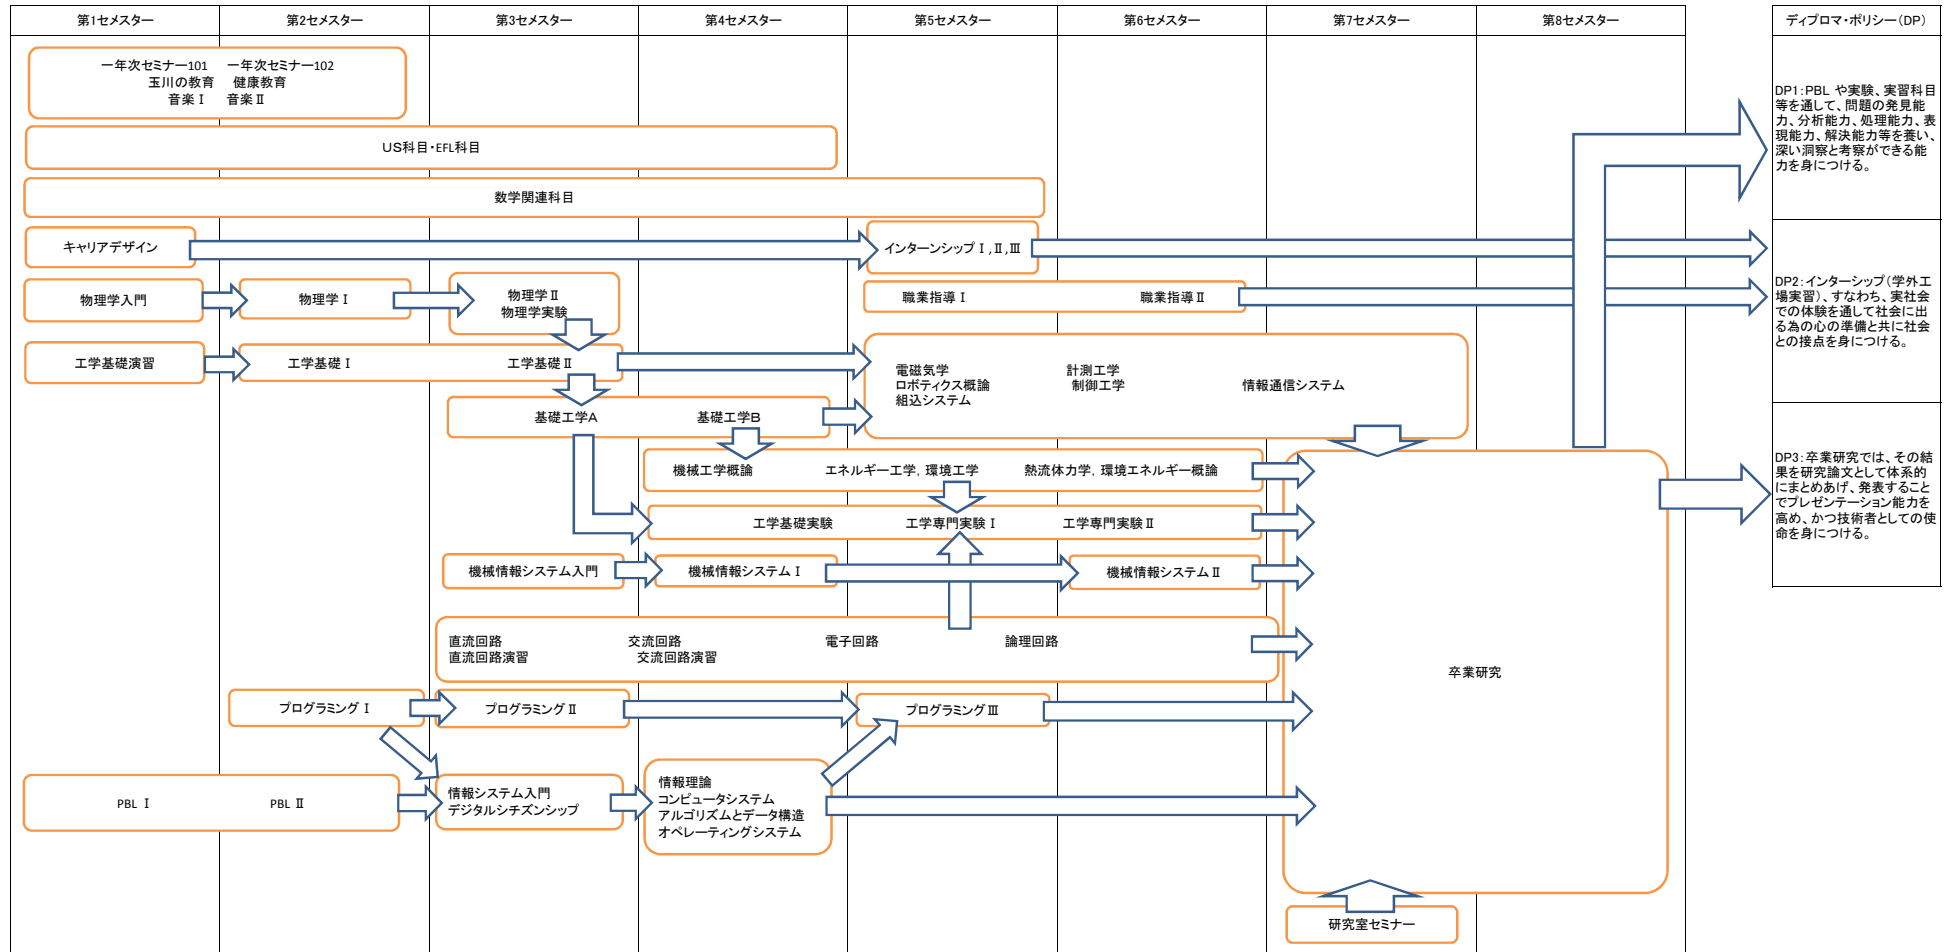 第1セメスター
第2セメスター
第3セメスター
第4セメスター
第5セメスター
第6セメスター
第7セメスター
第8セメスター
ディプロマ・ポリシー(DP)
一年次セミナー101 一年次セミナー102
玉川の教育 健康教育
音楽Ⅰ 音楽Ⅱ
US科目・EFL科目
数学関連科目
キャリアデザイン
インターンシップⅠ,Ⅱ,Ⅲ
物理学入門
物理学Ⅰ
物理学Ⅱ
物理学実験
職業指導Ⅰ
職業指導Ⅱ
工学基礎演習
工学基礎Ⅰ
工学基礎Ⅱ
電磁気学
計測工学
ロボティクス概論
制御工学
情報通信システム
組込システム
基礎工学A
基礎工学B
機械工学概論
エネルギー工学, 環境工学
熱流体力学, 環境エネルギー概論
工学基礎実験
工学専門実験Ⅰ
工学専門実験Ⅱ
機械情報システム入門
機械情報システムⅠ
機械情報システムⅡ
直流回路
交流回路
電子回路
論理回路
直流回路演習
交流回路演習
卒業研究
プログラミングⅠ
プログラミングⅡ
プログラミングⅢ
PBL Ⅰ
PBL Ⅱ
情報システム入門
デジタルシチズンシップ
情報理論
コンピュータシステム
アルゴリズムとデータ構造
オペレーティングシステム
研究室セミナー
DP1:PBL や実験、実習科目
等を通して、問題の発見能
力、分析能力、処理能力、表
現能力、解決能力等を養い、
深い洞察と考察ができる能
力を身につける。
DP2:インターシップ(学外工
場実習)、すなわち、実社会
での体験を通して社会に出
る為の心の準備と共に社会
との接点を身につける。
DP3:卒業研究では、その結
果を研究論文として体系的
にまとめあげ、発表すること
でプレゼンテーション能力を
高め、かつ技術者としての使
命を身につける。